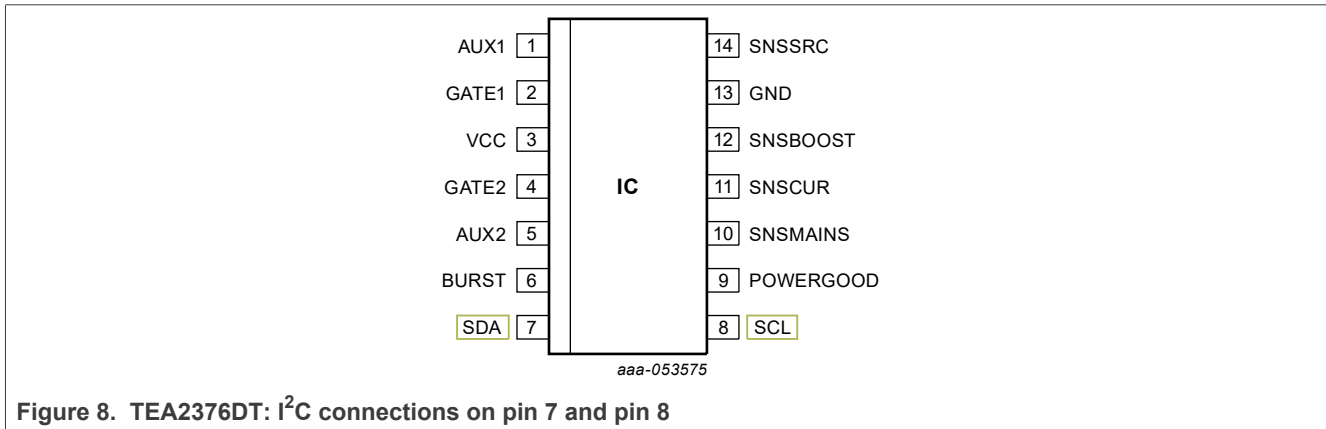 AUX1 1 14 SNSSRC
GATE1 2 13 GND
VCC 3 12 SNSBOOST
GATE2 4 IC 11 SNSCUR
AUX2 5 10 SNSMAINS
BURST 6 9 POWERGOOD
SDA 7 8 SCL
aaa-053575
Figure 8. TEA2376DT: I²C connections on pin 7 and pin 8